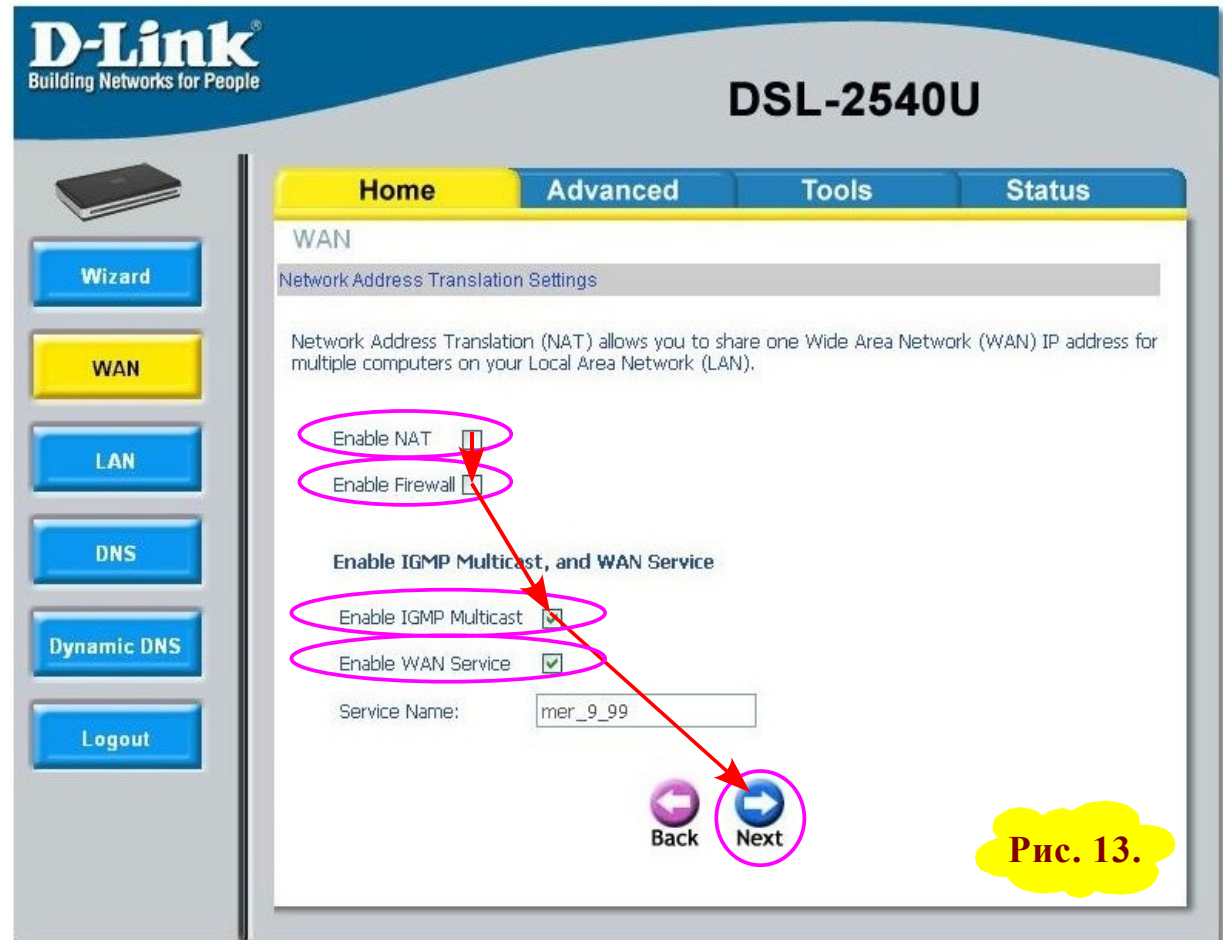 D-Link®
Building Networks for People
DSL-2540U
Home Advanced Tools Status
Wizard
WAN
LAN
DNS
Dynamic DNS
Logout
WAN
Network Address Translation Settings
Network Address Translation (NAT) allows you to share one Wide Area Network (WAN) IP address for
multiple computers on your Local Area Network (LAN).
Enable NAT
Enable Firewall
Enable IGMP Multicast, and WAN Service
Enable IGMP Multicast
Enable WAN Service
Service Name: mer_9_99
Back Next
Рис. 13.